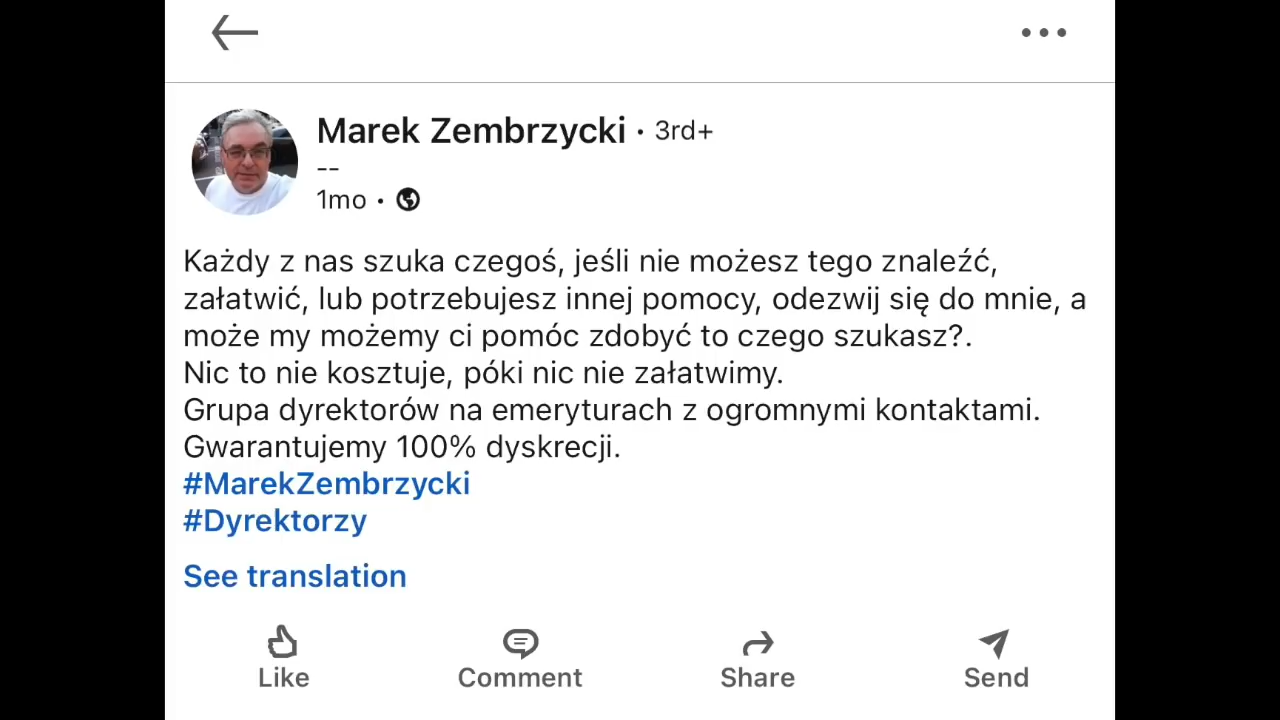 Marek Zembrzycki • 3rd+
--
1mo •
Każdy z nas szuka czegoś, jeśli nie możesz tego znaleźć,
załatwić, lub potrzebujesz innej pomocy, odezwij się do mnie, a
może my możemy ci pomóc zdobyć to czego szukasz?.
Nic to nie kosztuje, póki nic nie załatwimy.
Grupa dyrektorów na emeryturach z ogromnymi kontaktami.
Gwarantujemy 100% dyskrecji.
#MarekZembrzycki
#Dyrektorzy
See translation
Like Comment Share Send